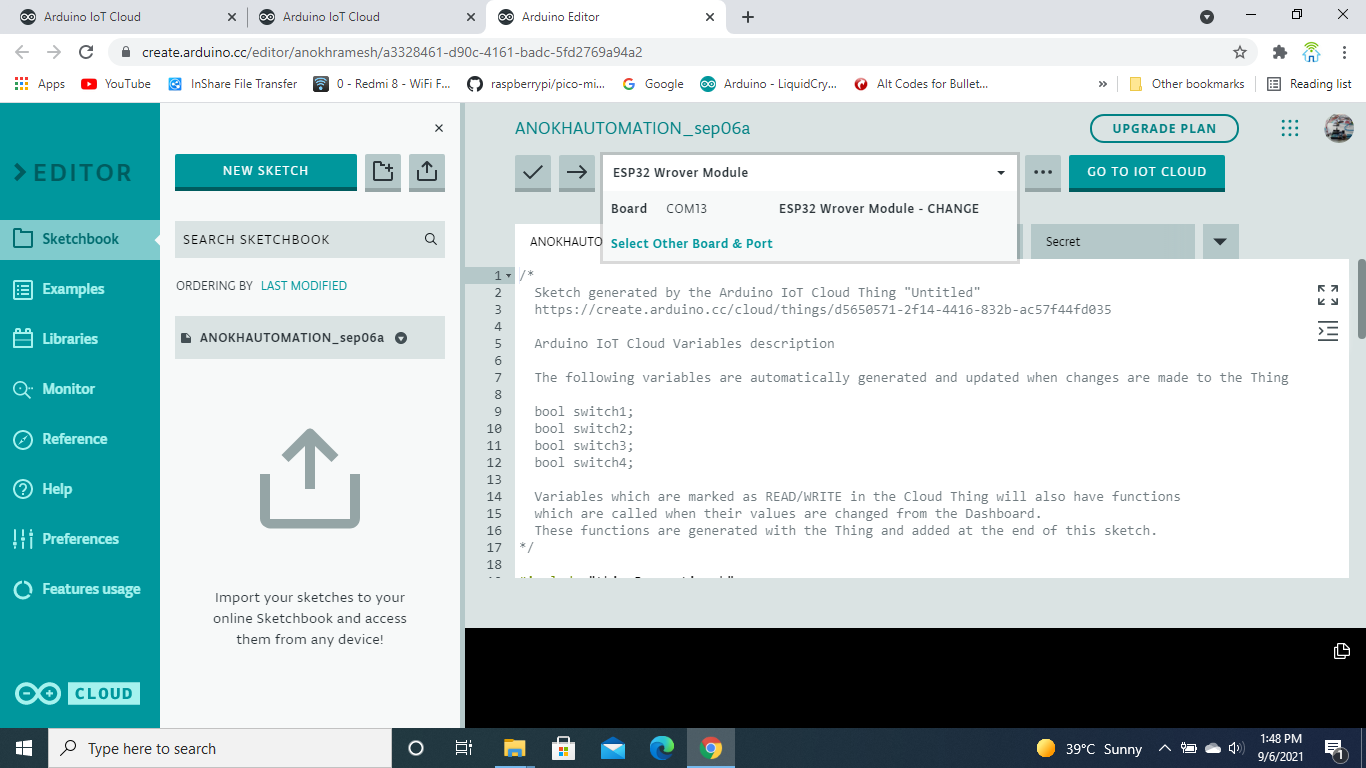 Arduino IoT Cloud
Arduino IoT Cloud
Arduino Editor
create.arduino.cc/editor/anokhramesh/a3328461-d90c-4161-badc-5fd2769a94a2
Apps
YouTube
InShare File Transfer
0 - Redmi 8 - WiFi F...
raspberrypi/pico-mi...
Google
Arduino - LiquidCry...
Alt Codes for Bullet...
»
Other bookmarks
Reading list
EDITOR
Sketchbook
Examples
Libraries
Monitor
Reference
Help
Preferences
Features usage
CLOUD
NEW SKETCH
SEARCH SKETCHBOOK
ORDERING BY LAST MODIFIED
ANOKHAUTOMATION_sep06a
Import your sketches to your
online Sketchbook and access
them from any device!
ANOKHAUTOMATION_sep06a
UPGRADE PLAN
ESP32 Wrover Module
GO TO IOT CLOUD
Board COM13 ESP32 Wrover Module - CHANGE
Select Other Board & Port
ANOKHAUTO
Secret
1 /*
2 Sketch generated by the Arduino IoT Cloud Thing "Untitled"
3 https://create.arduino.cc/cloud/things/d5650571-2f14-4416-832b-ac57f44fd035
4
5 Arduino IoT Cloud Variables description
6
7 The following variables are automatically generated and updated when changes are made to the Thing
8
9 bool switch1;
10 bool switch2;
11 bool switch3;
12 bool switch4;
13
14 Variables which are marked as READ/WRITE in the Cloud Thing will also have functions
15 which are called when their values are changed from the Dashboard.
16 These functions are generated with the Thing and added at the end of this sketch.
17 */
18
Type here to search
39°C Sunny
1:48 PM
9/6/2021
1